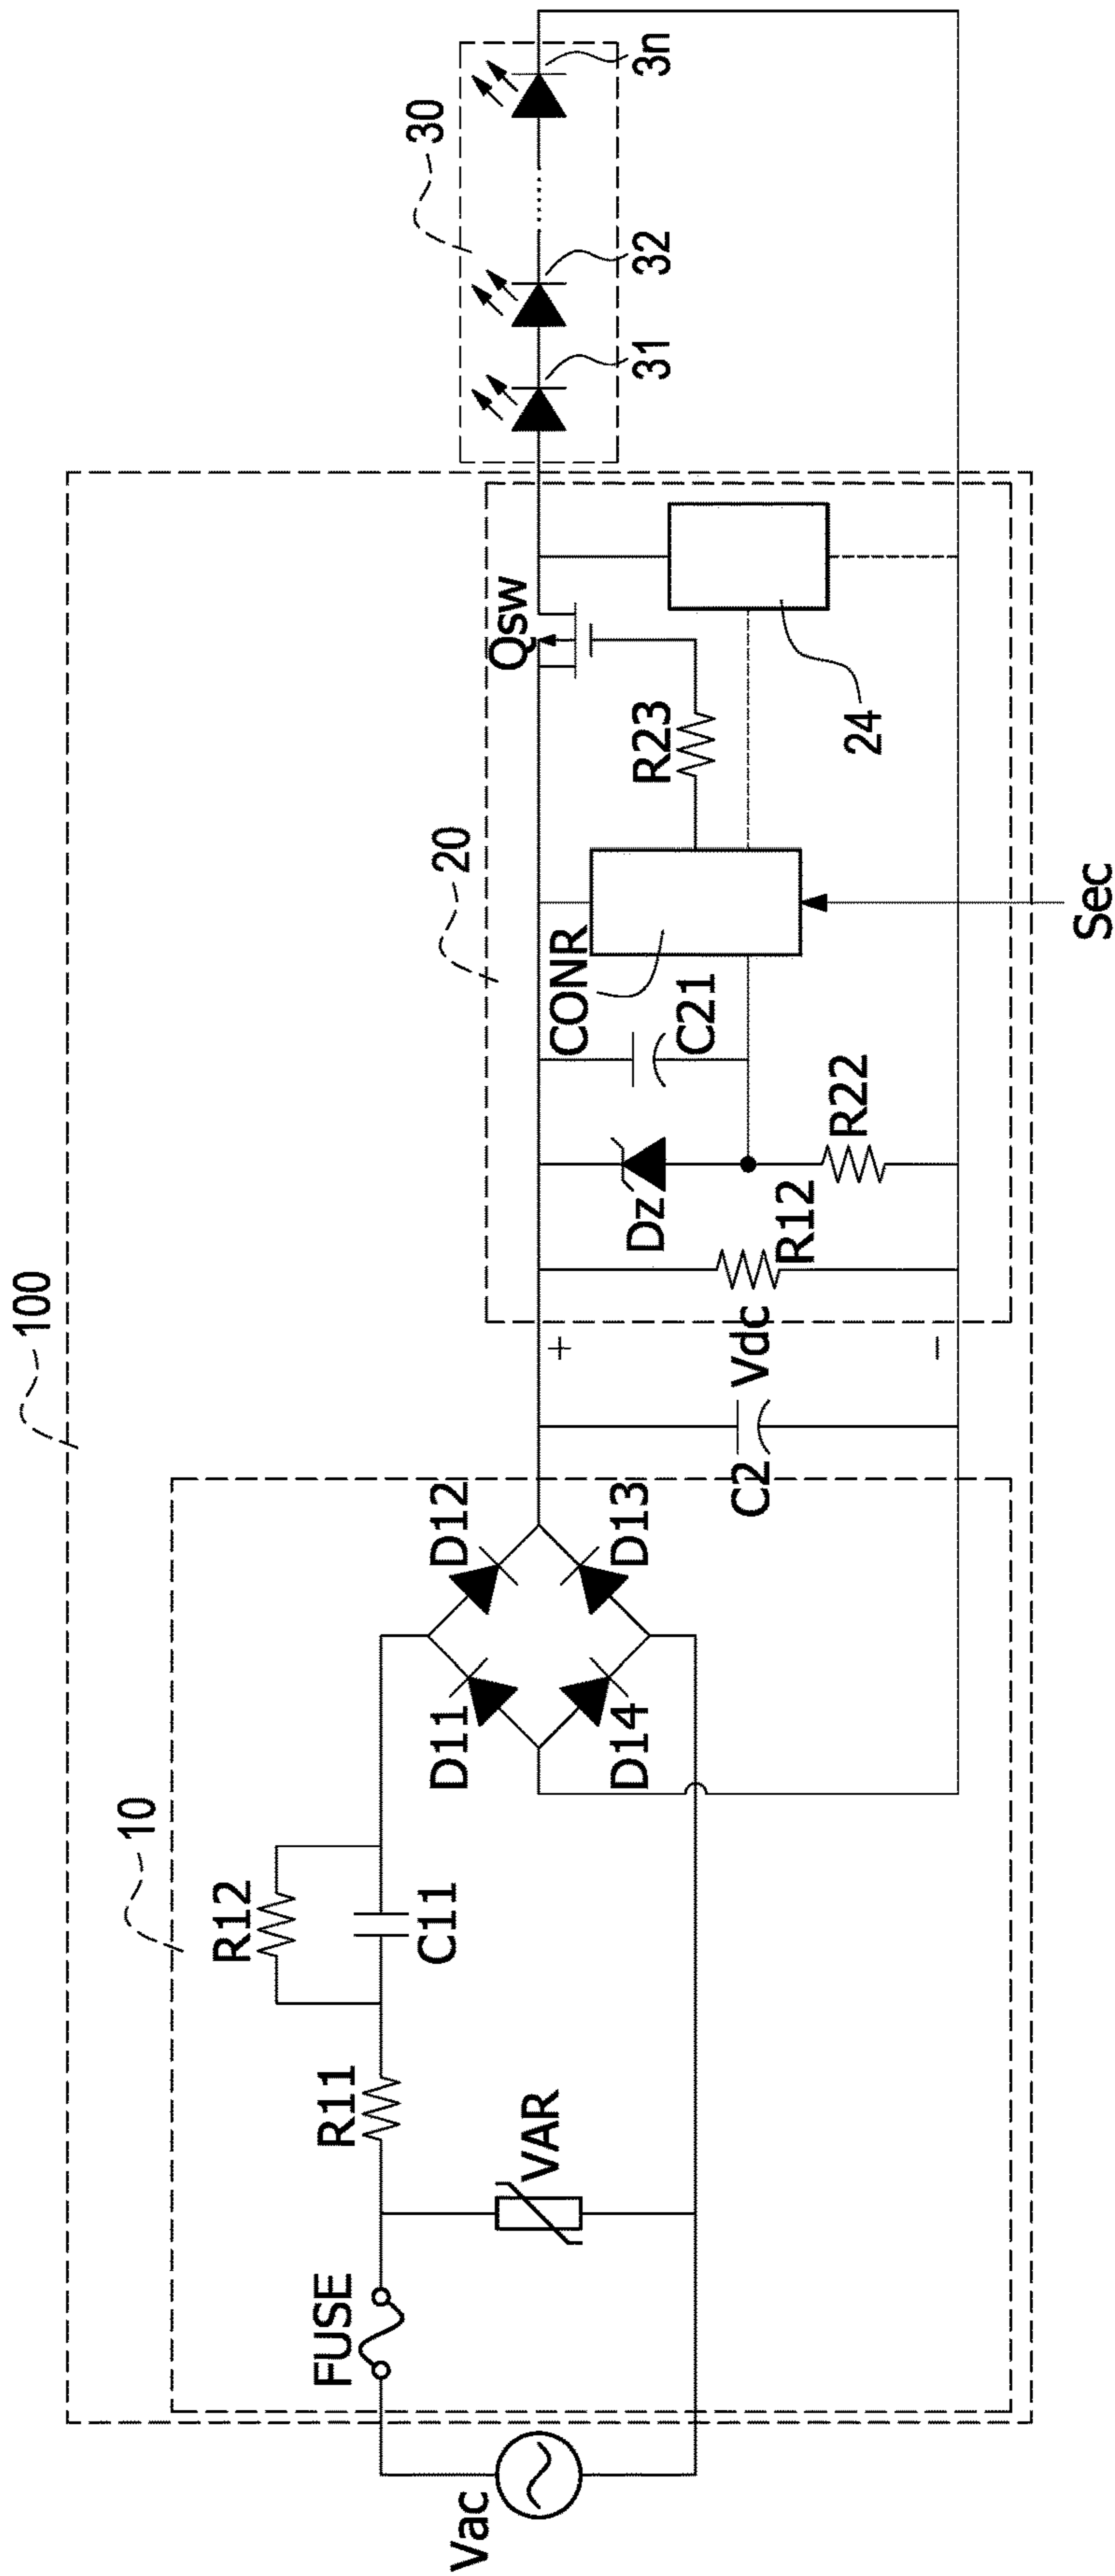 100
10
R12
C11
R11
FUSE
VAR
Vac
D11
D12
D13
D14
C2
+
Vdc
−
20
R12
Dz
R22
C21
CONR
R23
Qsw
24
Sec
30
31
32
3n